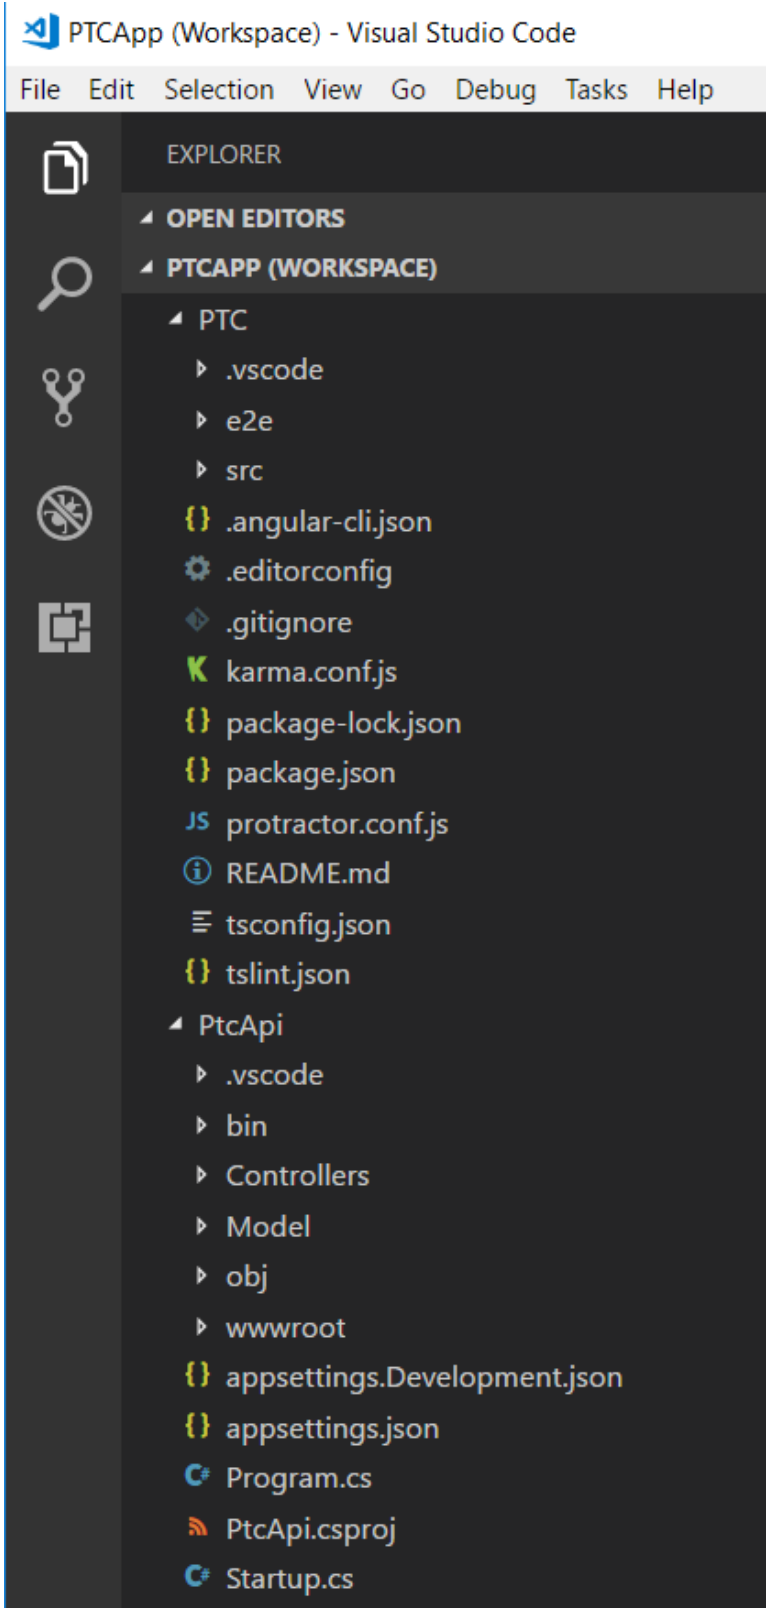 PTCApp (Workspace) - Visual Studio Code
File Edit Selection View Go Debug Tasks Help
EXPLORER
OPEN EDITORS
PTCAPP (WORKSPACE)
PTC
.vscode
e2e
src
{} .angular-cli.json
.editorconfig
.gitignore
K karma.conf.js
{} package-lock.json
{} package.json
JS protractor.conf.js
README.md
tsconfig.json
{} tslint.json
PtcApi
.vscode
bin
Controllers
Model
obj
wwwroot
{} appsettings.Development.json
{} appsettings.json
C# Program.cs
PtcApi.csproj
C# Startup.cs